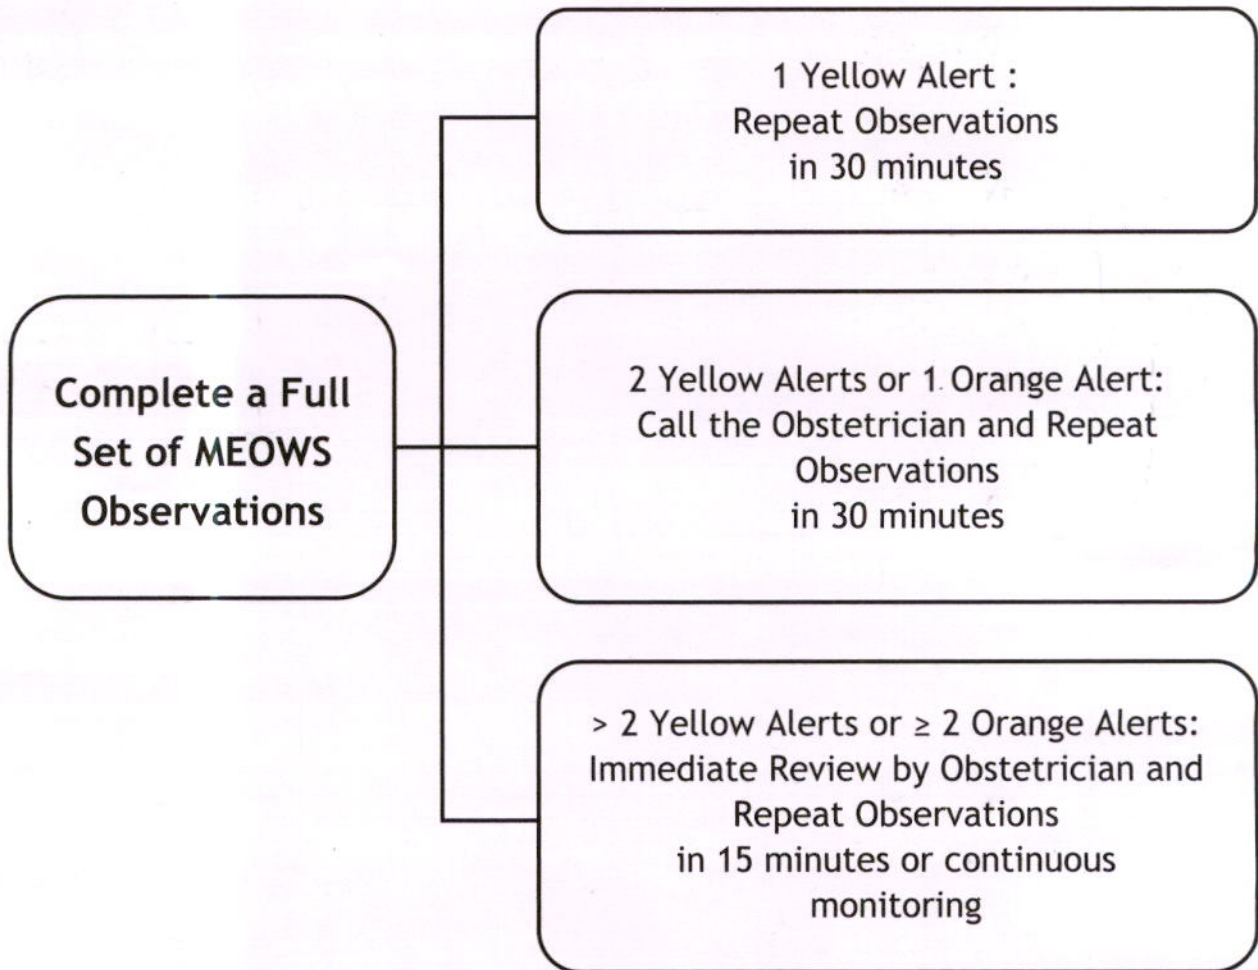 Complete a Full
Set of MEOWS
Observations
1 Yellow Alert :
Repeat Observations
in 30 minutes
2 Yellow Alerts or 1 Orange Alert:
Call the Obstetrician and Repeat
Observations
in 30 minutes
> 2 Yellow Alerts or ≥ 2 Orange Alerts:
Immediate Review by Obstetrician and
Repeat Observations
in 15 minutes or continuous
monitoring